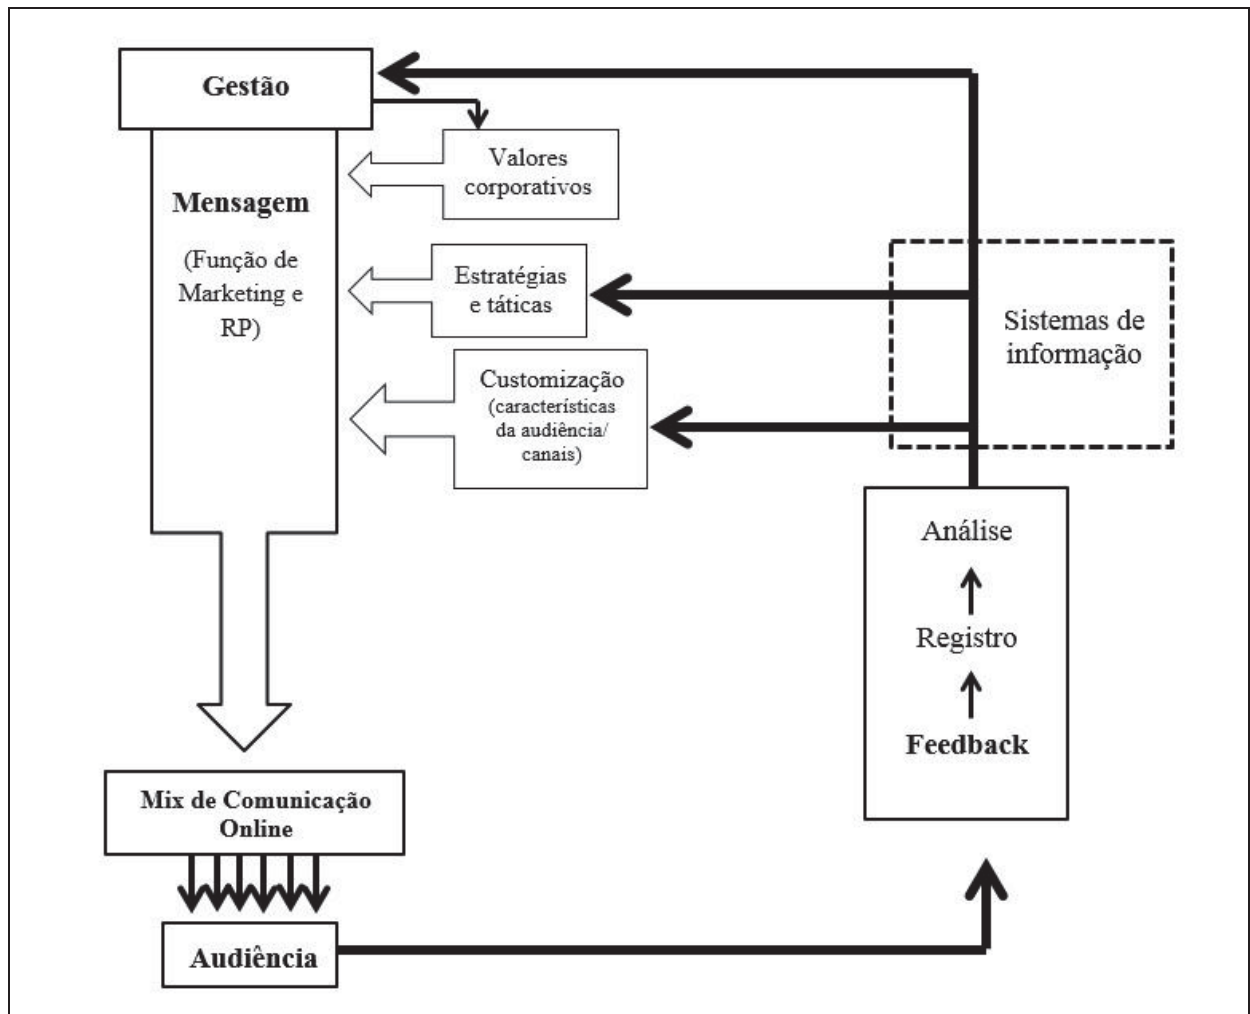 Gestão
Mensagem
(Função de
Marketing e
RP)
Valores
corporativos
Estratégias
e táticas
Customização
(características
da audiência/
canais)
Sistemas de
informação
Análise
Registro
Feedback
Mix de Comunicação
Online
Audiência